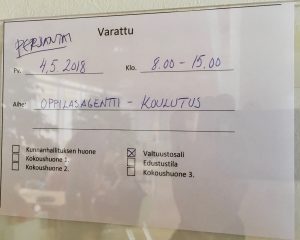 Varattu
PERJANTAI
Pv. 4.5.2018 Klo. 8.00 - 15.00
Aihe: OPPILASAGENTTI - KOULUTUS
Kunnanhallituksen huone
Kokoushuone 1.
Kokoushuone 2.
☒ Valtuustosali
Edustustila
Kokoushuone 3.